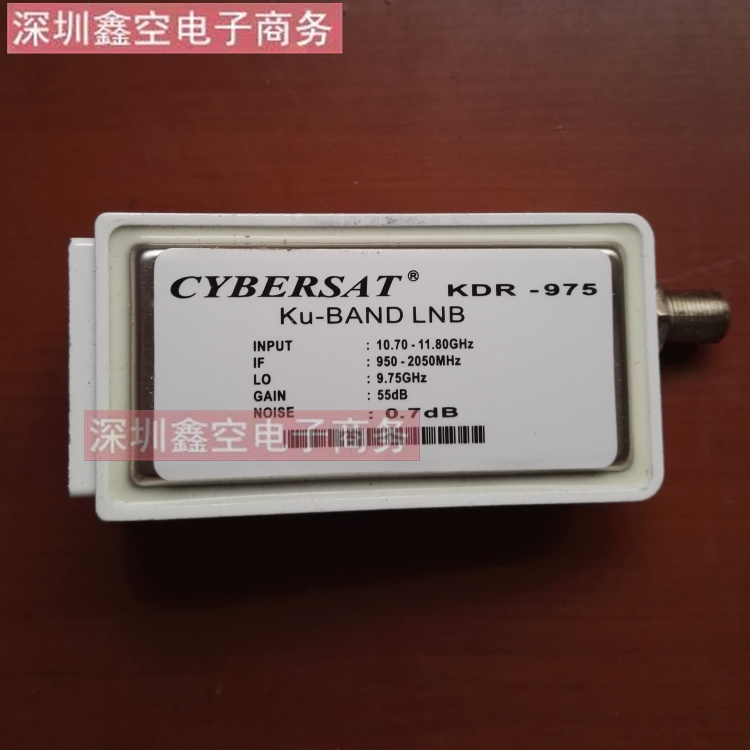 深圳鑫空电子商务
CYBERSAT® KDR -975
Ku-BAND LNB
INPUT : 10.70 - 11.80GHz
IF : 950 - 2050MHz
LO : 9.75GHz
GAIN : 55dB
NOISE : 0.7dB
深圳鑫空电子商务